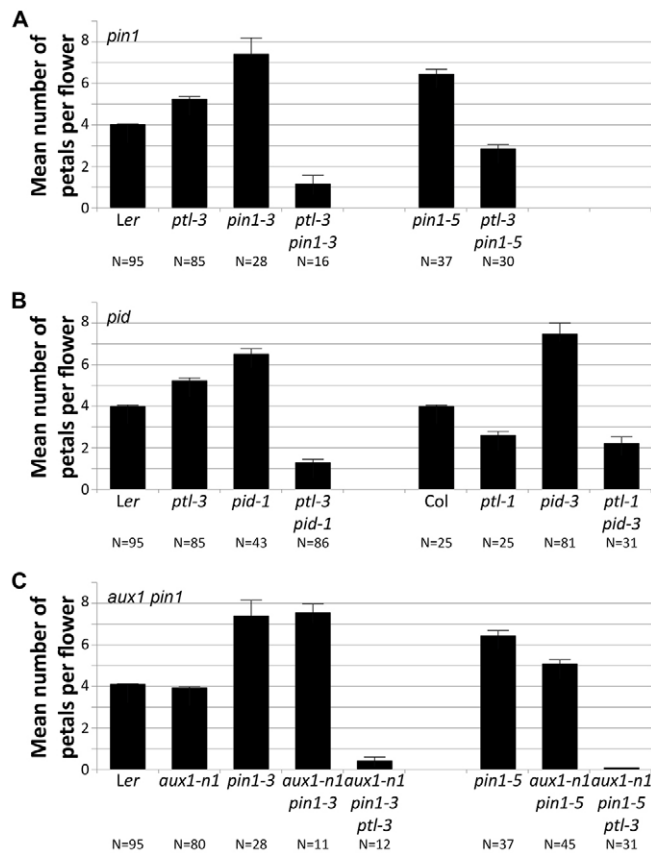 A
pin1
Mean number of
petals per flower
8
6
4
2
0
Ler ptl-3 pin1-3 ptl-3 pin1-5 ptl-3
pin1-3 pin1-5
N=95 N=85 N=28 N=16 N=37 N=30
B
pid
Mean number of
petals per flower
8
6
4
2
0
Ler ptl-3 pid-1 ptl-3 Col ptl-1 pid-3 ptl-1
pid-1 pid-3
N=95 N=85 N=43 N=86 N=25 N=25 N=81 N=31
C
aux1 pin1
Mean number of
petals per flower
8
6
4
2
0
Ler aux1-n1 pin1-3 aux1-n1 aux1-n1 pin1-5 aux1-n1 aux1-n1
pin1-3 pin1-3 pin1-5 pin1-5
ptl-3 ptl-3
N=95 N=80 N=28 N=11 N=12 N=37 N=45 N=31